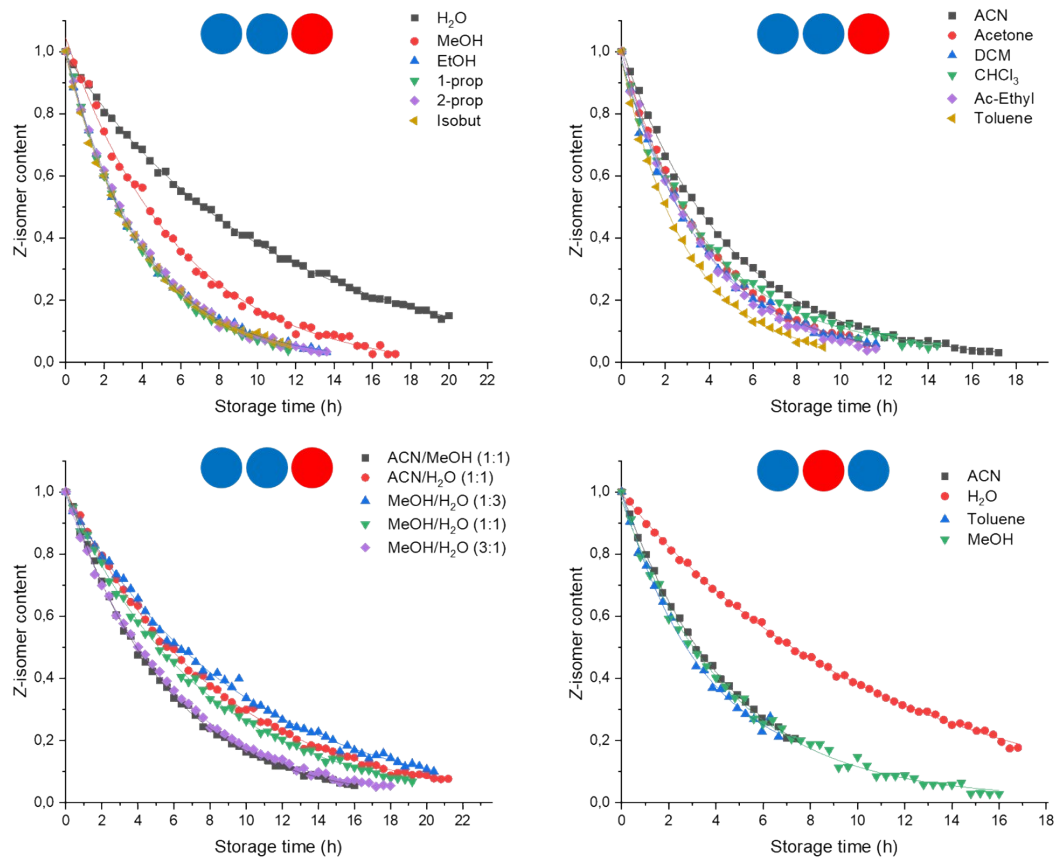 H₂O
MeOH
EtOH
1-prop
2-prop
Isobut
1,0
0,8
0,6
0,4
0,2
0,0
Z-isomer content
0 2 4 6 8 10 12 14 16 18 20 22
Storage time (h)
ACN
Acetone
DCM
CHCl₃
Ac-Ethyl
Toluene
1,0
0,8
0,6
0,4
0,2
0,0
Z-isomer content
0 2 4 6 8 10 12 14 16 18
Storage time (h)
ACN/MeOH (1:1)
ACN/H₂O (1:1)
MeOH/H₂O (1:3)
MeOH/H₂O (1:1)
MeOH/H₂O (3:1)
1,0
0,8
0,6
0,4
0,2
0,0
Z-isomer content
0 2 4 6 8 10 12 14 16 18 20 22
Storage time (h)
ACN
H₂O
Toluene
MeOH
1,0
0,8
0,6
0,4
0,2
0,0
Z-isomer content
0 2 4 6 8 10 12 14 16 18
Storage time (h)